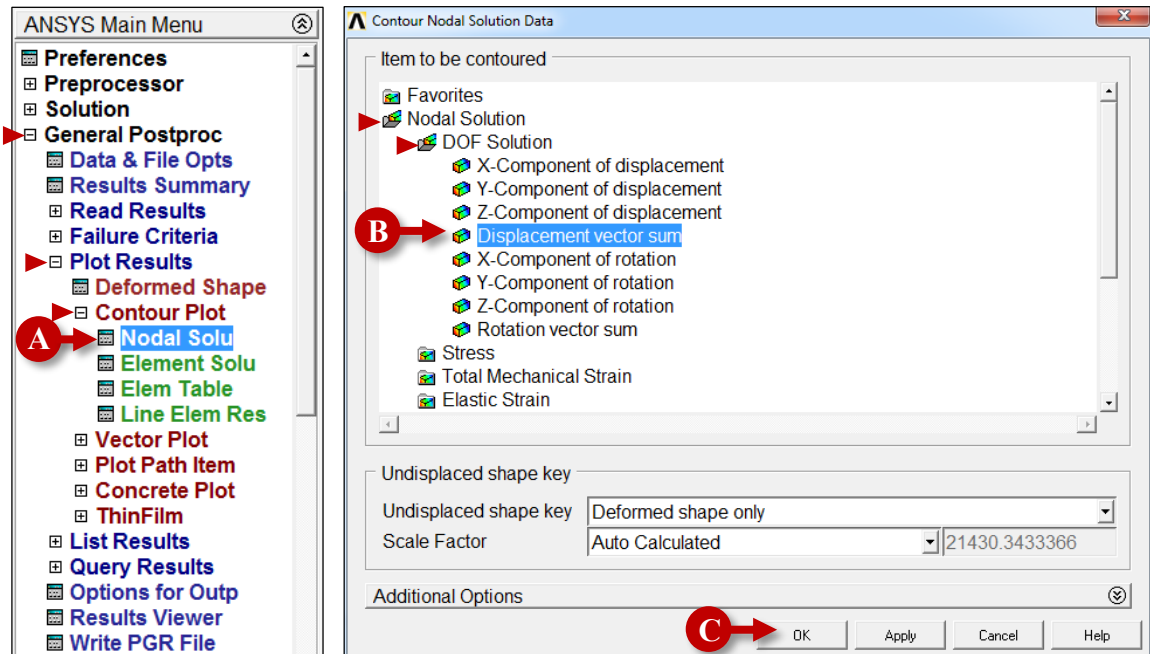 ANSYS Main Menu
Preferences
Preprocessor
Solution
General Postproc
Data & File Opts
Results Summary
Read Results
Failure Criteria
Plot Results
Deformed Shape
Contour Plot
A
Nodal Solu
Element Solu
Elem Table
Line Elem Res
Vector Plot
Plot Path Item
Concrete Plot
ThinFilm
List Results
Query Results
Options for Outp
Results Viewer
Write PGR File
Contour Nodal Solution Data
Item to be contoured
Favorites
Nodal Solution
DOF Solution
X-Component of displacement
Y-Component of displacement
Z-Component of displacement
B
Displacement vector sum
X-Component of rotation
Y-Component of rotation
Z-Component of rotation
Rotation vector sum
Stress
Total Mechanical Strain
Elastic Strain
Undisplaced shape key
Undisplaced shape key Deformed shape only
Scale Factor Auto Calculated 21430.3433366
Additional Options
C OK Apply Cancel Help